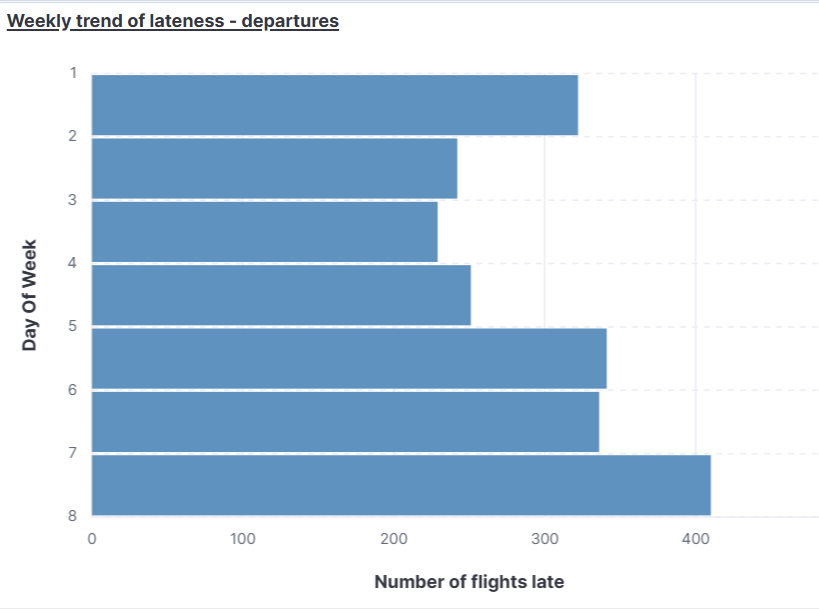 Weekly trend of lateness - departures
1
2
3
4
5
6
7
8
Day Of Week
0 100 200 300 400
Number of flights late